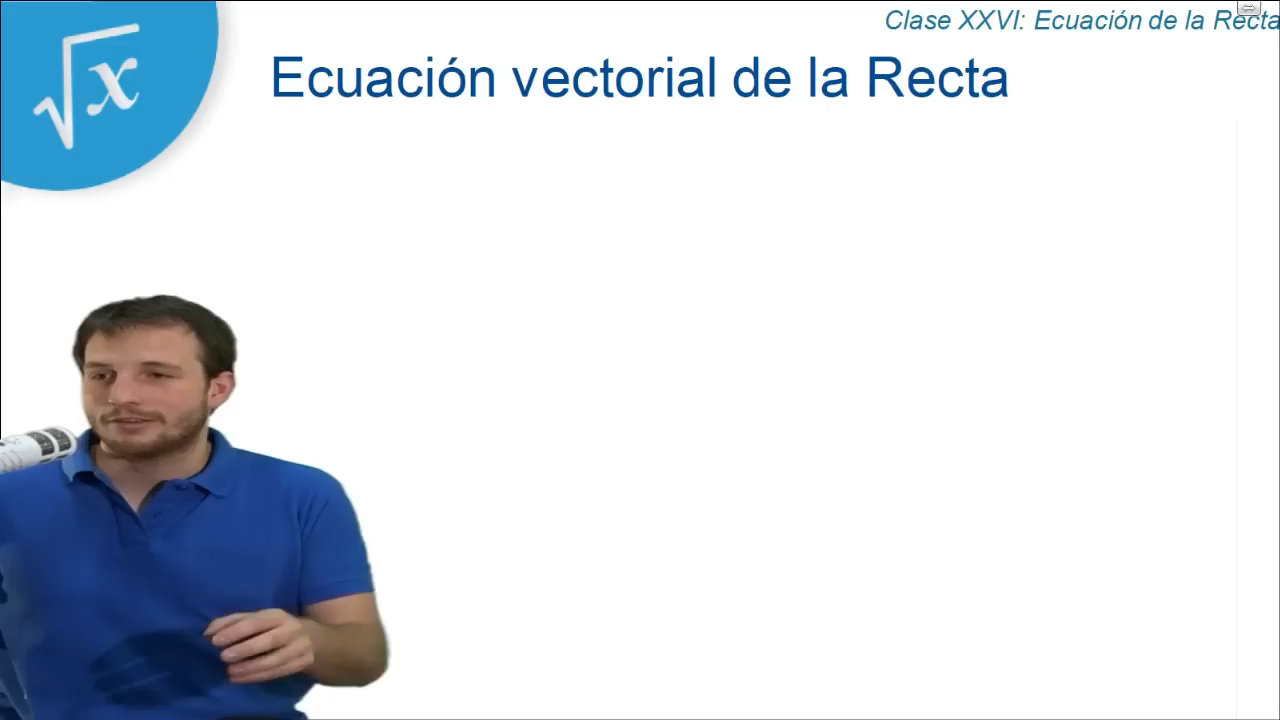 Clase XXVI: Ecuación de la Recta
√x
Ecuación vectorial de la Recta